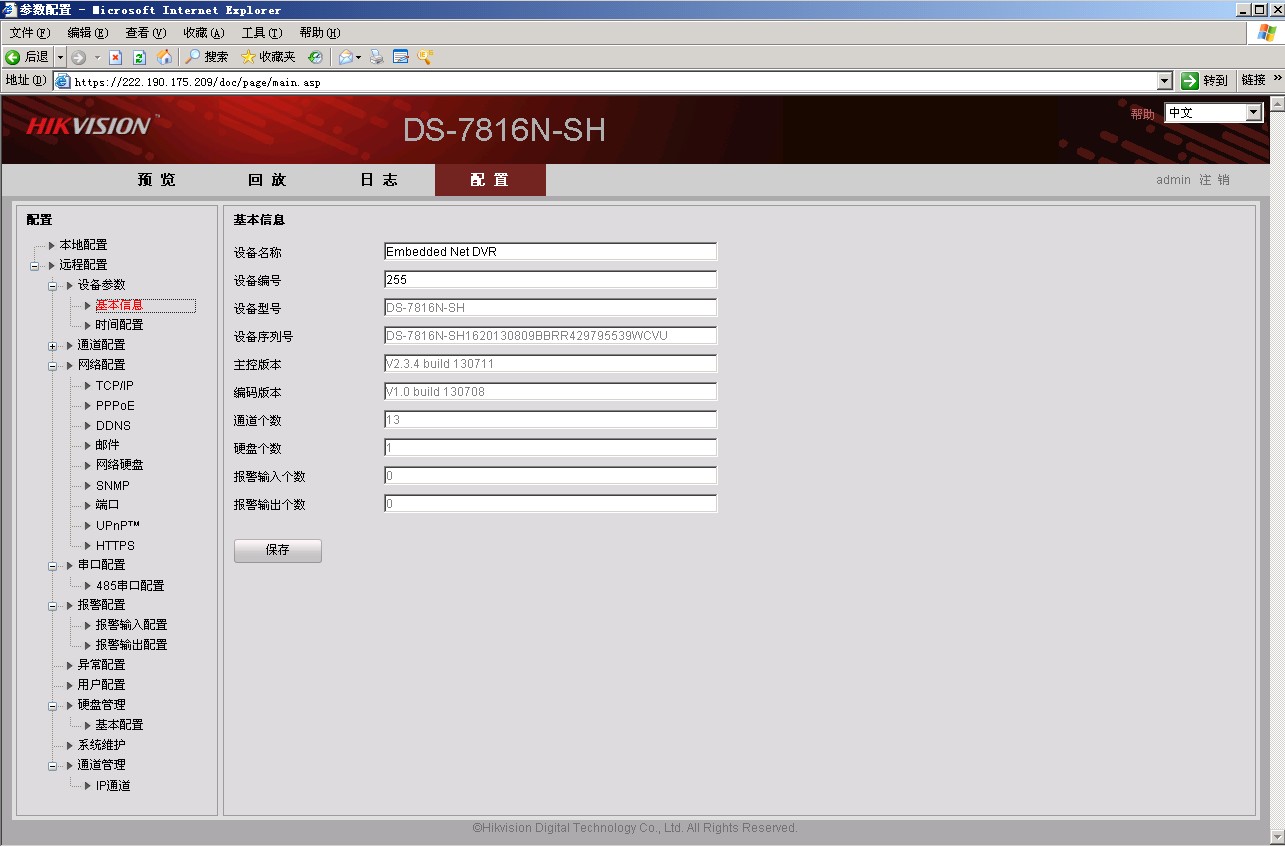 参数配置 - Microsoft Internet Explorer
文件(F) 编辑(E) 查看(V) 收藏(A) 工具(T) 帮助(H)
后退 搜索 收藏夹
地址(D) https://222.190.175.209/doc/page/main.asp 转到 链接 »
HIKVISION™ DS-7816N-SH 帮助 中文
预览 回放 日志 配置 admin 注销
配置
本地配置
远程配置
设备参数
基本信息
时间配置
通道配置
网络配置
TCP/IP
PPPoE
DDNS
邮件
网络硬盘
SNMP
端口
UPnP™
HTTPS
串口配置
485串口配置
报警配置
报警输入配置
报警输出配置
异常配置
用户配置
硬盘管理
基本配置
系统维护
通道管理
IP通道
基本信息
设备名称 Embedded Net DVR
设备编号 255
设备型号 DS-7816N-SH
设备序列号 DS-7816N-SH1620130809BBRR429795539WCVU
主控版本 V2.3.4 build 130711
编码版本 V1.0 build 130708
通道个数 13
硬盘个数 1
报警输入个数 0
报警输出个数 0
保存
©Hikvision Digital Technology Co., Ltd. All Rights Reserved.